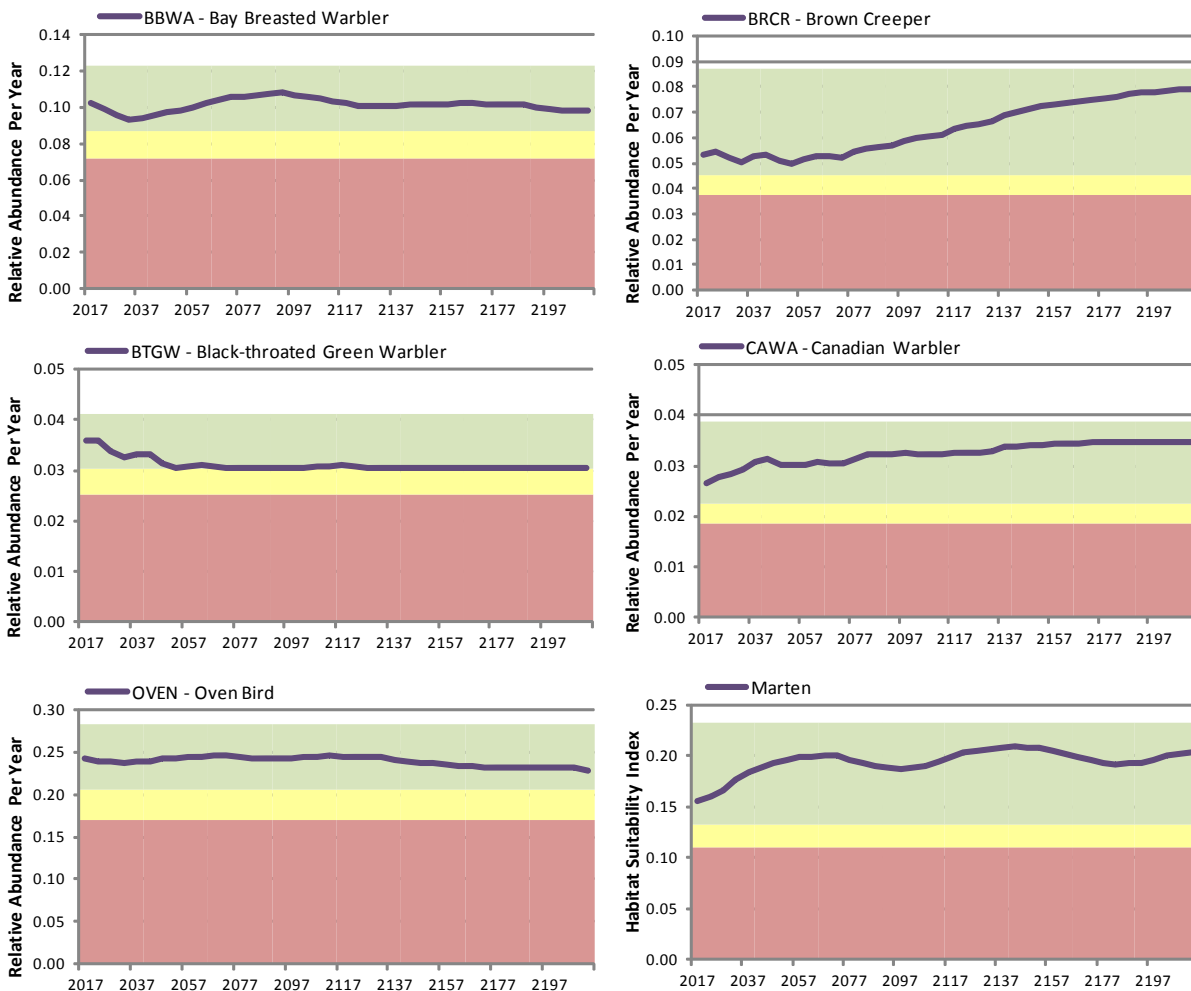 BBWA - Bay Breasted Warbler
Relative Abundance Per Year
0.14
0.12
0.10
0.08
0.06
0.04
0.02
0.00
2017 2037 2057 2077 2097 2117 2137 2157 2177 2197
BRCR - Brown Creeper
Relative Abundance Per Year
0.10
0.09
0.08
0.07
0.06
0.05
0.04
0.03
0.02
0.01
0.00
2017 2037 2057 2077 2097 2117 2137 2157 2177 2197
BTGW - Black-throated Green Warbler
Relative Abundance Per Year
0.05
0.04
0.03
0.02
0.01
0.00
2017 2037 2057 2077 2097 2117 2137 2157 2177 2197
CAWA - Canadian Warbler
Relative Abundance Per Year
0.05
0.04
0.03
0.02
0.01
0.00
2017 2037 2057 2077 2097 2117 2137 2157 2177 2197
OVEN - Oven Bird
Relative Abundance Per Year
0.30
0.25
0.20
0.15
0.10
0.05
0.00
2017 2037 2057 2077 2097 2117 2137 2157 2177 2197
Marten
Habitat Suitability Index
0.25
0.20
0.15
0.10
0.05
0.00
2017 2037 2057 2077 2097 2117 2137 2157 2177 2197